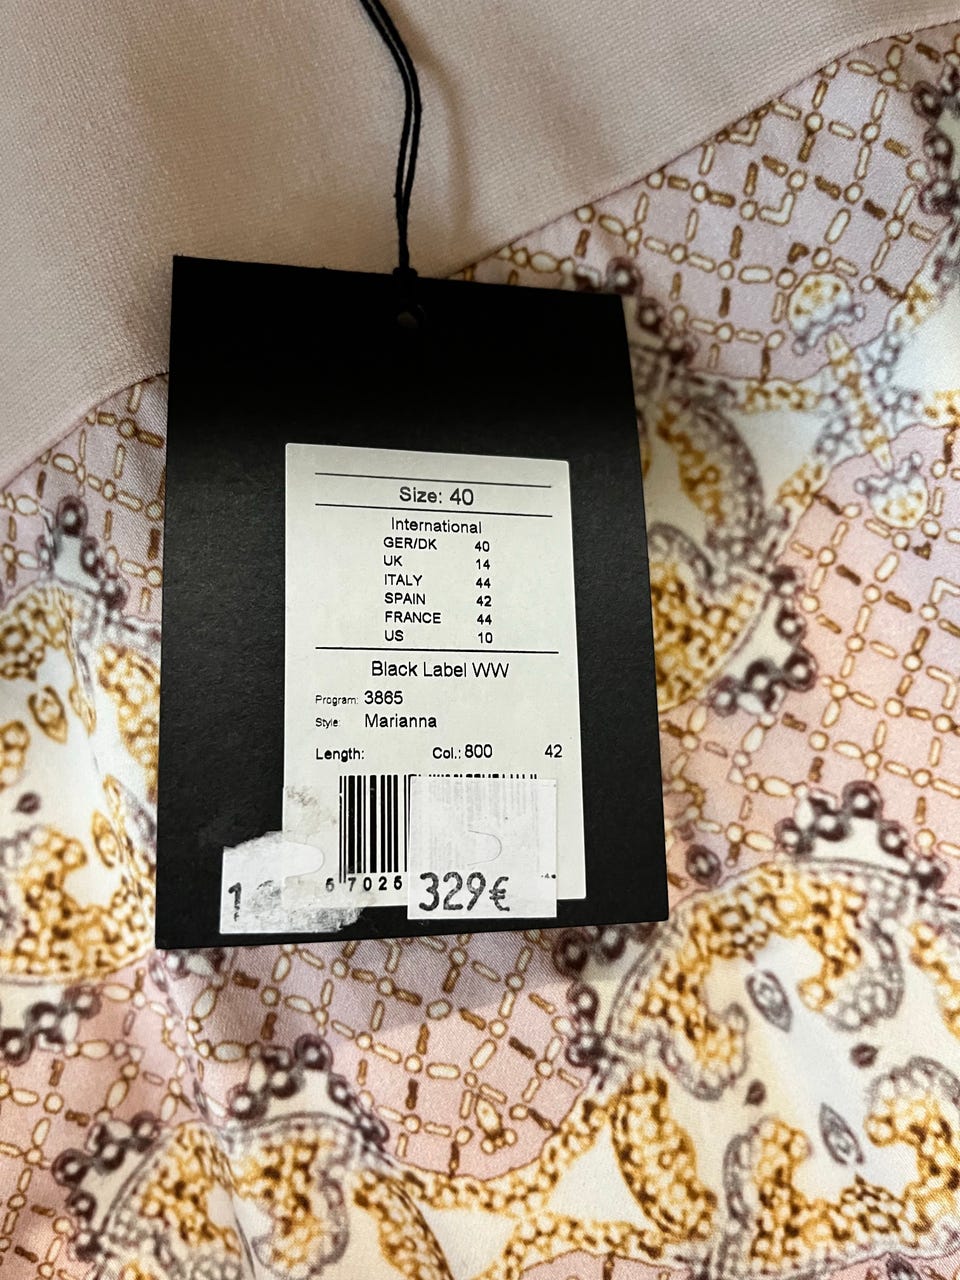 Size: 40
International
GER/DK 40
UK 14
ITALY 44
SPAIN 42
FRANCE 44
US 10
Black Label WW
Program: 3865
Style: Marianna
Length: Col.: 800 42
7026
329€